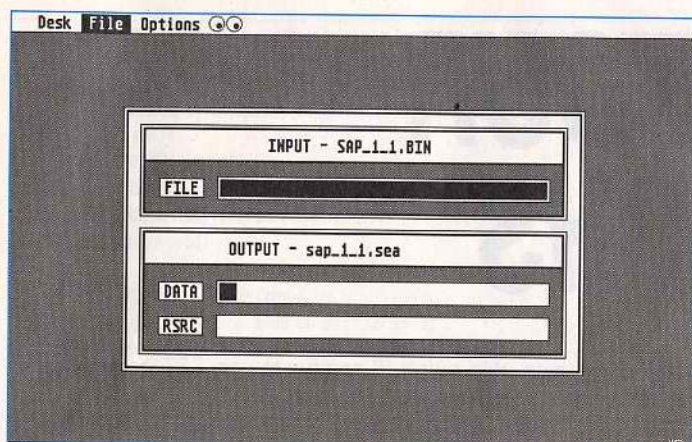 Desk File Options
INPUT - SAP_1_1.BIN
FILE
OUTPUT - sap_1_1.sea
DATA
RSRC